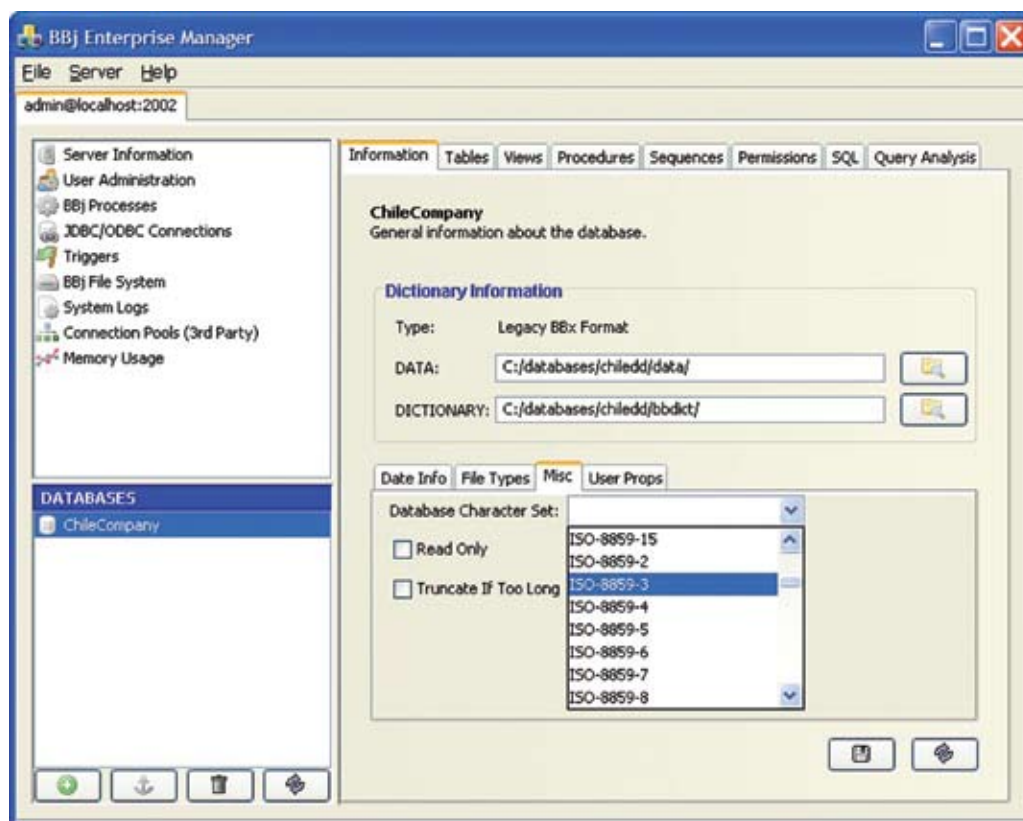 BBj Enterprise Manager
File Server Help
admin@localhost:2002
Server Information
User Administration
BBj Processes
JDBC/ODBC Connections
Triggers
BBj File System
System Logs
Connection Pools (3rd Party)
Memory Usage
DATABASES
ChileCompany
Information Tables Views Procedures Sequences Permissions SQL Query Analysis
ChileCompany
General information about the database.
Dictionary Information
Type: Legacy BBx Format
DATA: C:/databases/chiledd/data/
DICTIONARY: C:/databases/chiledd/bbdict/
Date Info File Types Misc User Props
Database Character Set:
Read Only
Truncate If Too Long
ISO-8859-15
ISO-8859-2
ISO-8859-3
ISO-8859-4
ISO-8859-5
ISO-8859-6
ISO-8859-7
ISO-8859-8